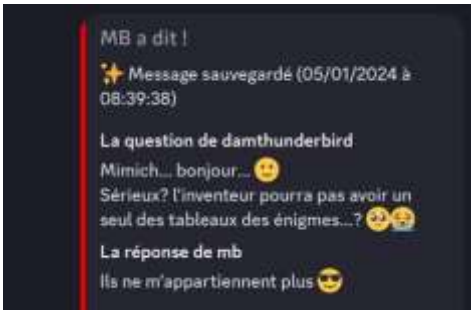 MB a dit !
✨ Message sauvegardé (05/01/2024 à
08:39:38)
La question de damthunderbird
Mimich... bonjour... 🙂
Sérieux? l'inventeur pourra pas avoir un
seul des tableaux des énigmes...? 🥺😭
La réponse de mb
Ils ne m'appartiennent plus 😎